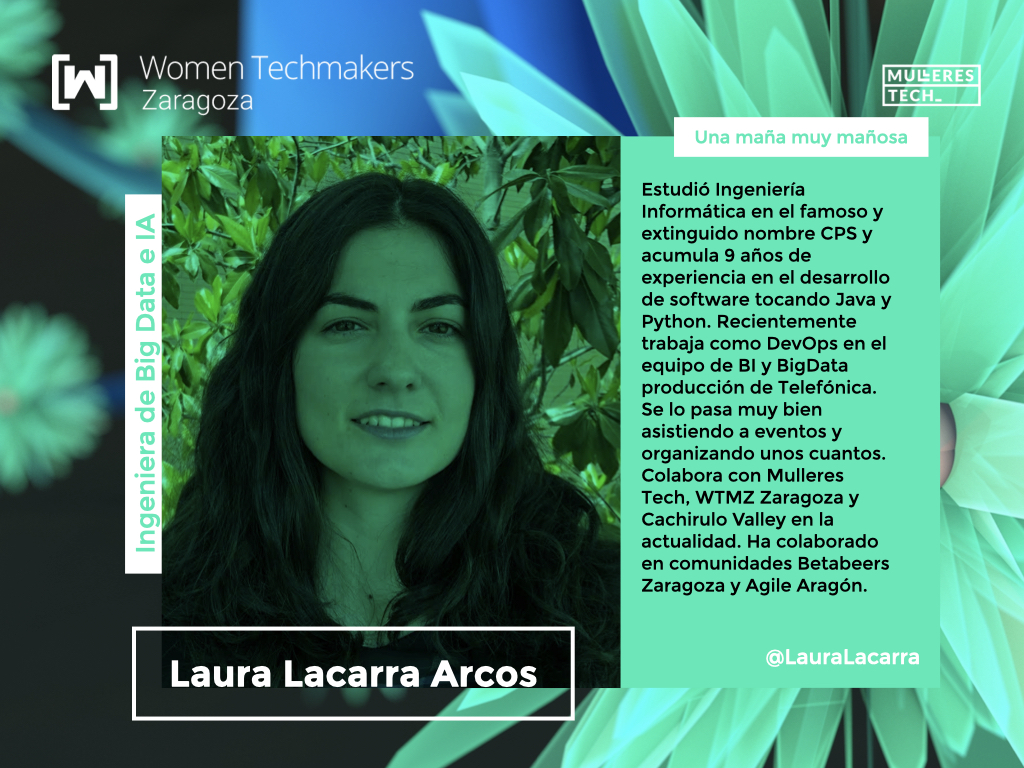 [W] Women Techmakers
Zaragoza
MULLERES
TECH_
Una maña muy mañosa
Ingeniera de Big Data e IA
Estudió Ingeniería
Informática en el famoso y
extinguido nombre CPS y
acumula 9 años de
experiencia en el desarrollo
de software tocando Java y
Python. Recientemente
trabaja como DevOps en el
equipo de BI y BigData
producción de Telefónica.
Se lo pasa muy bien
asistiendo a eventos y
organizando unos cuantos.
Colabora con Mulleres
Tech, WTMZ Zaragoza y
Cachirulo Valley en la
actualidad. Ha colaborado
en comunidades Betabeers
Zaragoza y Agile Aragón.
@LauraLacarra
Laura Lacarra Arcos